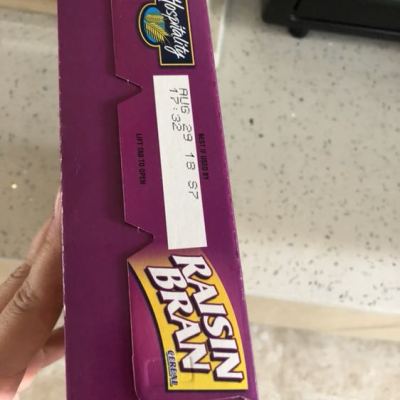 Hospitality
BEST IF USED BY
AUG 29 18 S7
17:32
LIFT TAB TO OPEN
RAISIN
BRAN
CEREAL